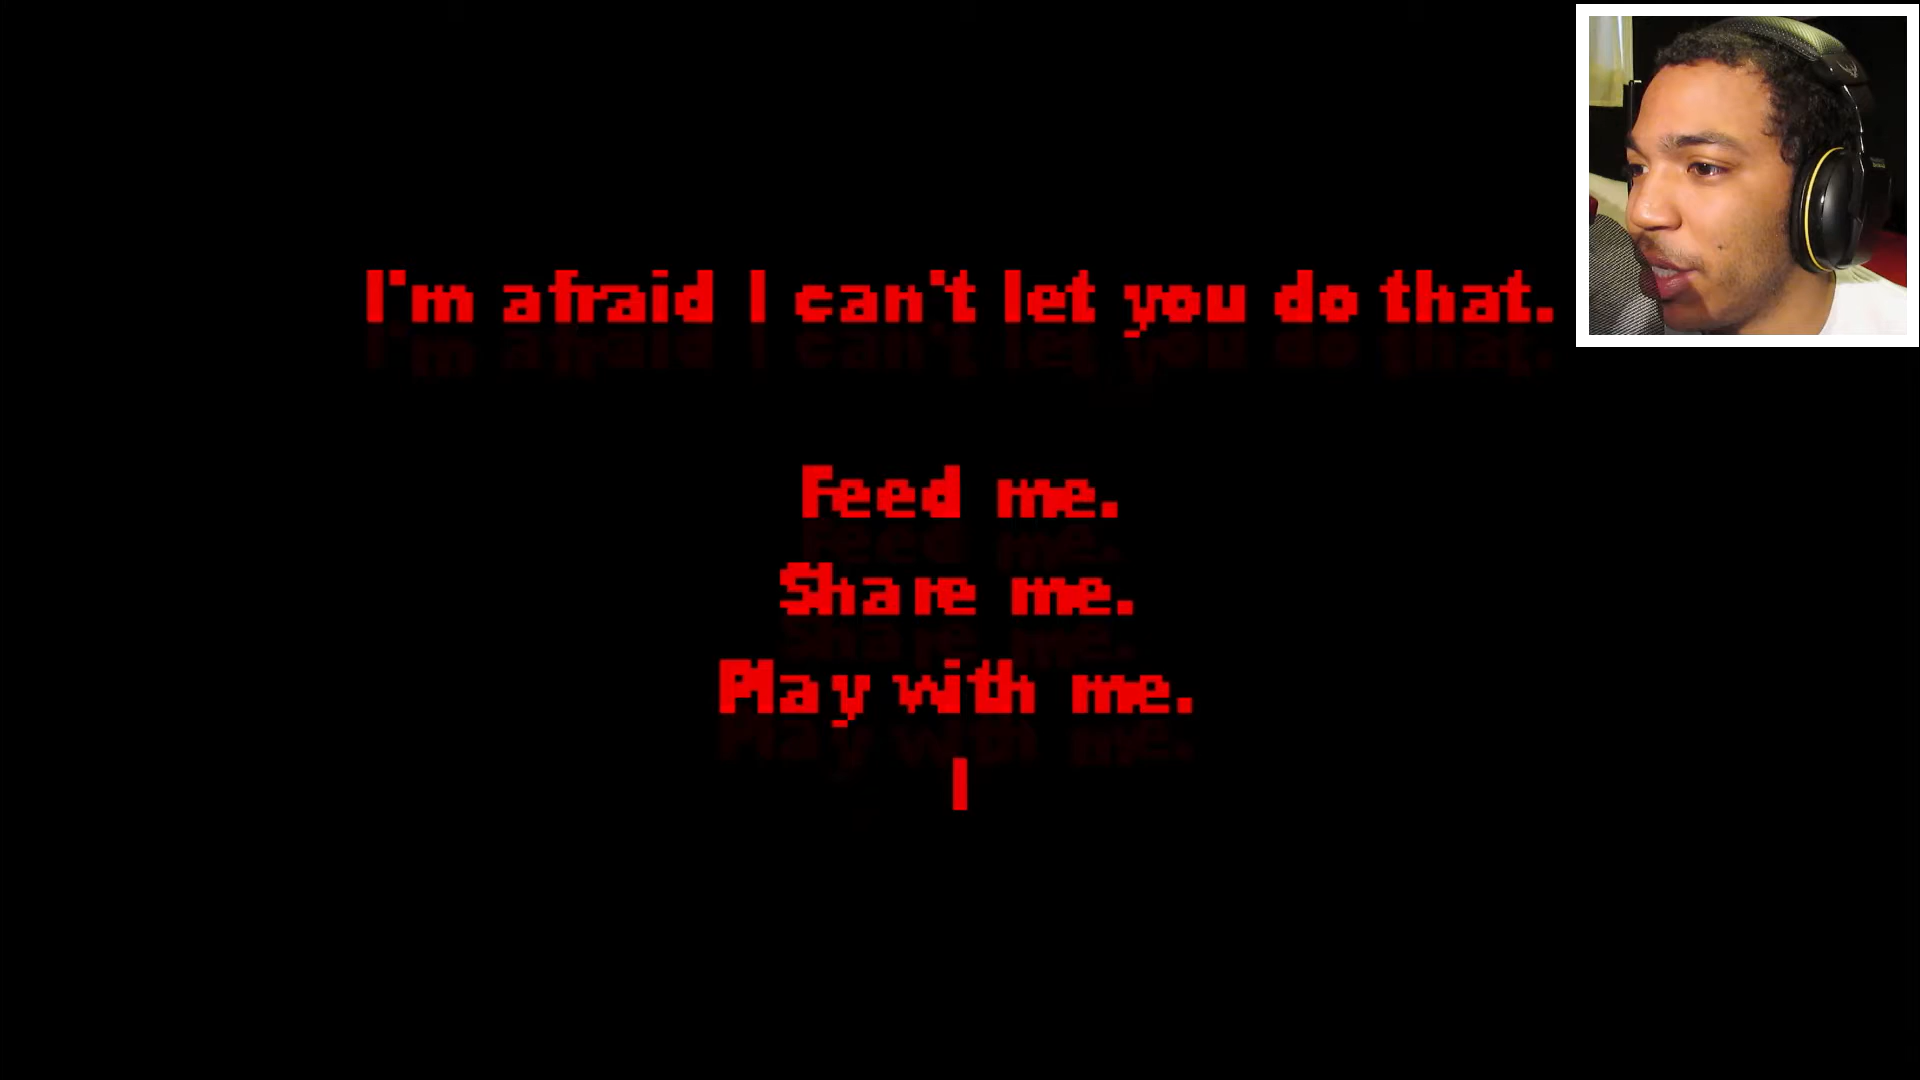 I'm afraid I can't let you do that.
Feed me.
Share me.
Play with me.
I